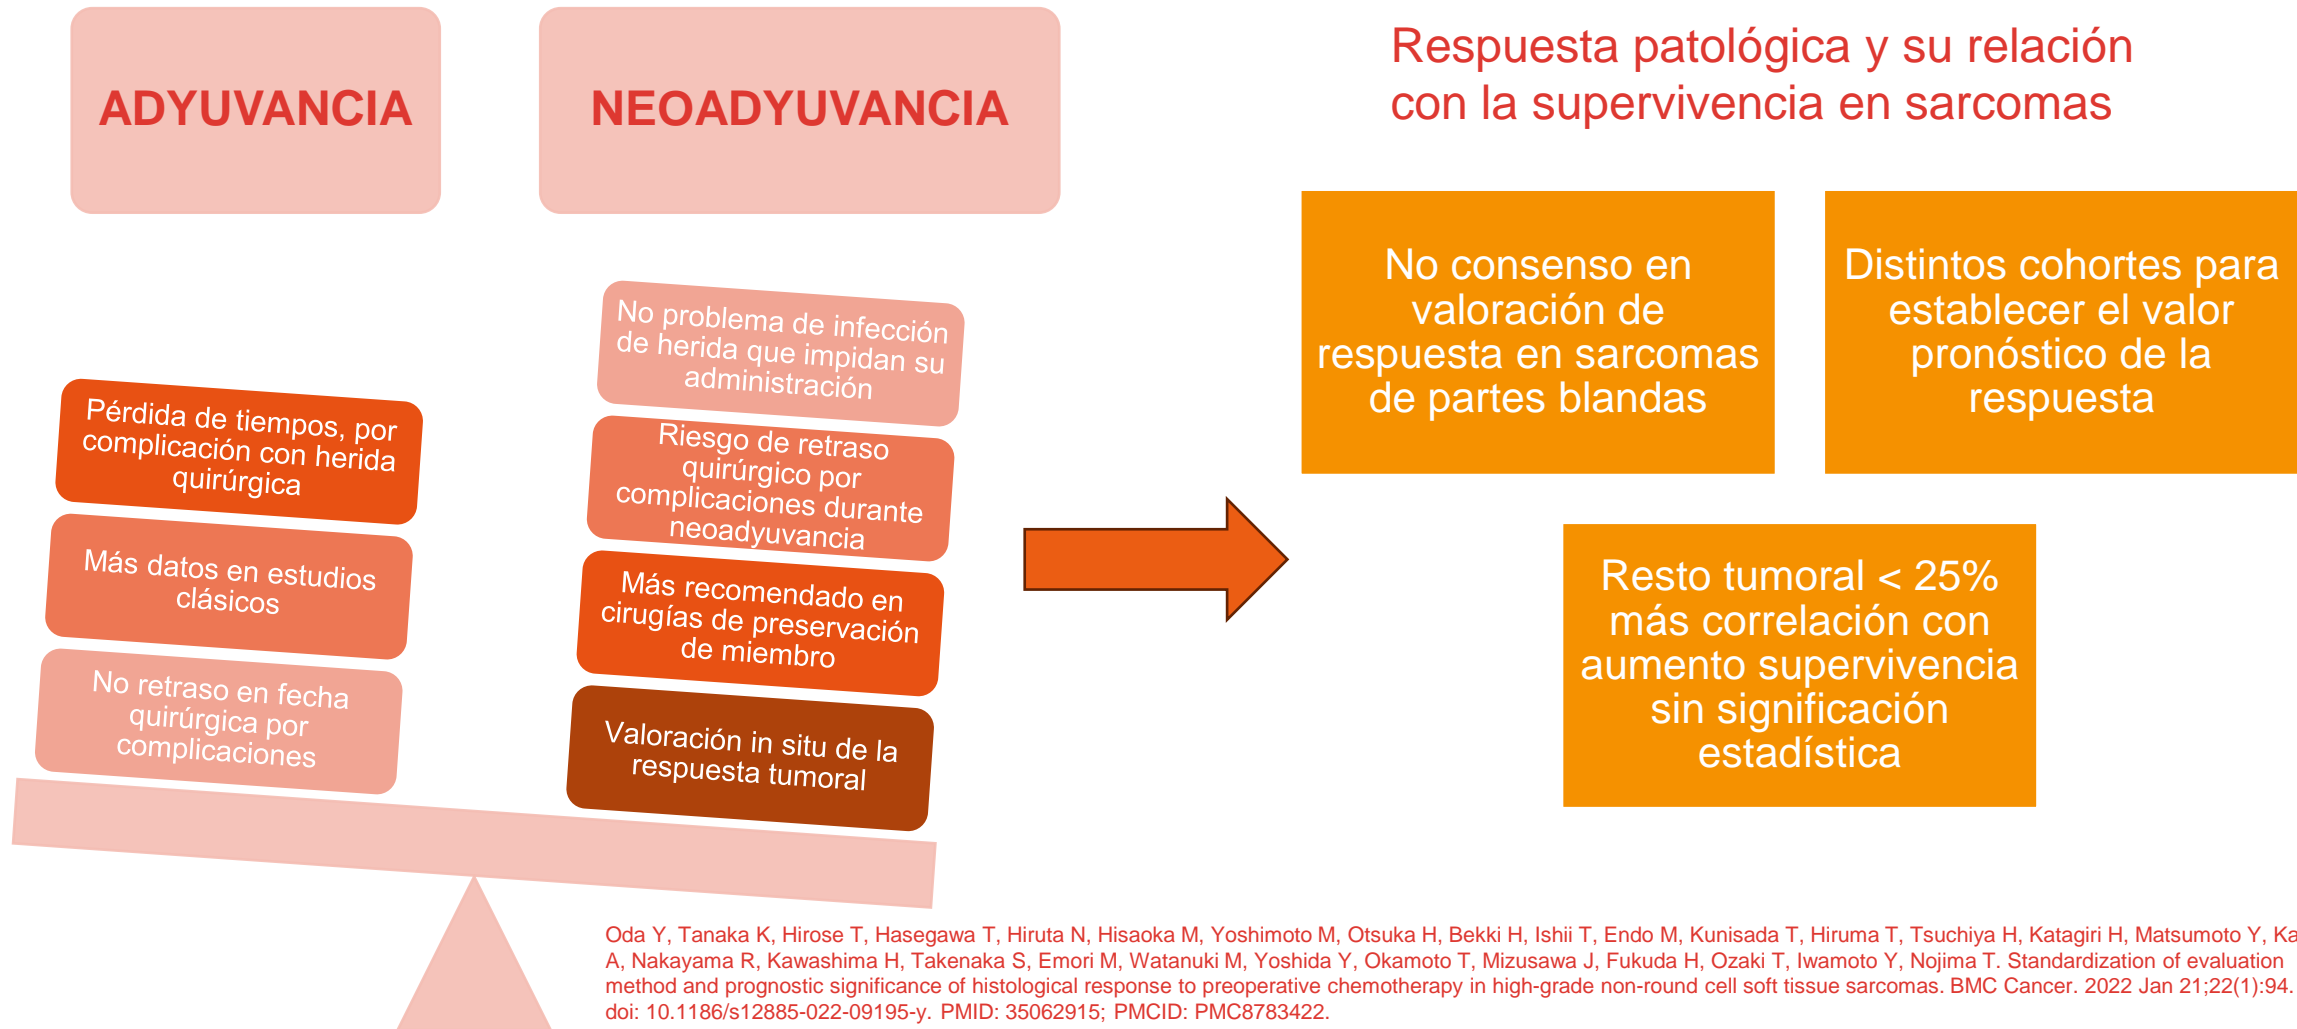 ADYUVANCIA
NEOADYUVANCIA
Pérdida de tiempos, por
complicación con herida
quirúrgica
Más datos en estudios
clásicos
No retraso en fecha
quirúrgica por
complicaciones
No problema de infección
de herida que impidan su
administración
Riesgo de retraso
quirúrgico por
complicaciones durante
neoadyuvancia
Más recomendado en
cirugías de preservación
de miembro
Valoración in situ de la
respuesta tumoral
Respuesta patológica y su relación
con la supervivencia en sarcomas
No consenso en
valoración de
respuesta en sarcomas
de partes blandas
Distintos cohortes para
establecer el valor
pronóstico de la
respuesta
Resto tumoral < 25%
más correlación con
aumento supervivencia
sin significación
estadística
Oda Y, Tanaka K, Hirose T, Hasegawa T, Hiruta N, Hisaoka M, Yoshimoto M, Otsuka H, Bekki H, Ishii T, Endo M, Kunisada T, Hiruma T, Tsuchiya H, Katagiri H, Matsumoto Y,
A, Nakayama R, Kawashima H, Takenaka S, Emori M, Watanuki M, Yoshida Y, Okamoto T, Mizusawa J, Fukuda H, Ozaki T, Iwamoto Y, Nojima T. Standardization of evaluation
method and prognostic significance of histological response to preoperative chemotherapy in high-grade non-round cell soft tissue sarcomas. BMC Cancer. 2022 Jan 21;22(1):94.
doi: 10.1186/s12885-022-09195-y. PMID: 35062915; PMCID: PMC8783422.